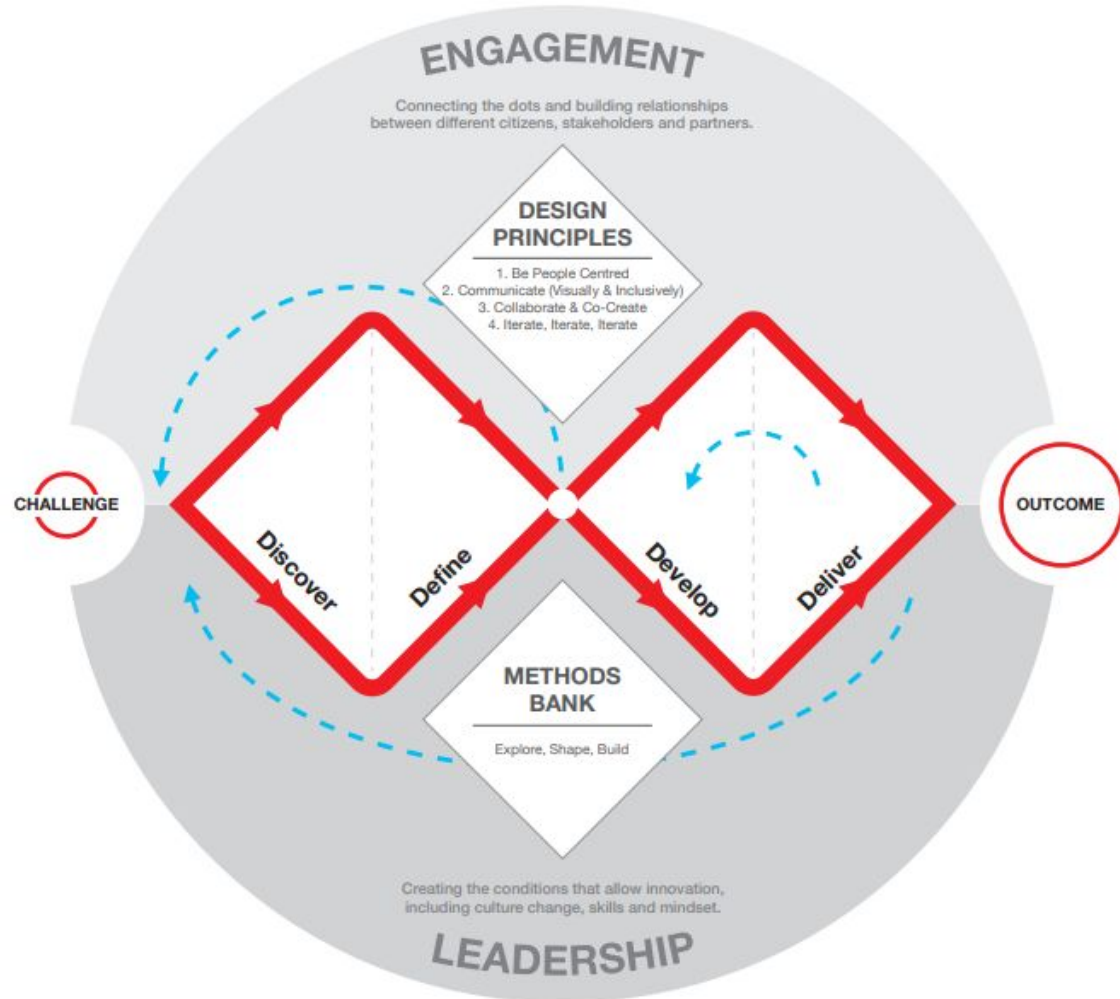 ENGAGEMENT
Connecting the dots and building relationships
between different citizens, stakeholders and partners.
DESIGN
PRINCIPLES
1. Be People Centred
2. Communicate (Visually & Inclusively)
3. Collaborate & Co-Create
4. Iterate, Iterate, Iterate
CHALLENGE
OUTCOME
Discover
Define
Develop
Deliver
METHODS
BANK
Explore, Shape, Build
Creating the conditions that allow innovation,
including culture change, skills and mindset.
LEADERSHIP